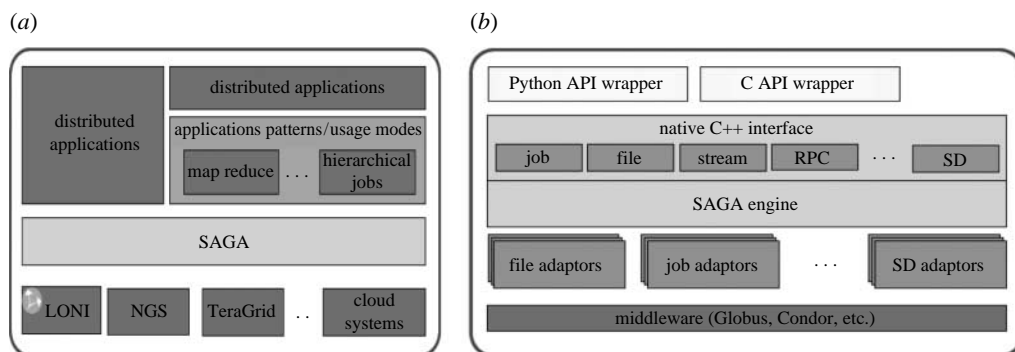 (a)
distributed
applications
distributed applications
applications patterns/usage modes
map reduce
. . .
hierarchical
jobs
SAGA
LONI
NGS
TeraGrid
. .
cloud
systems
(b)
Python API wrapper
C API wrapper
native C++ interface
job
file
stream
RPC
. . .
SD
SAGA engine
file adaptors
job adaptors
. . .
SD adaptors
middleware (Globus, Condor, etc.)